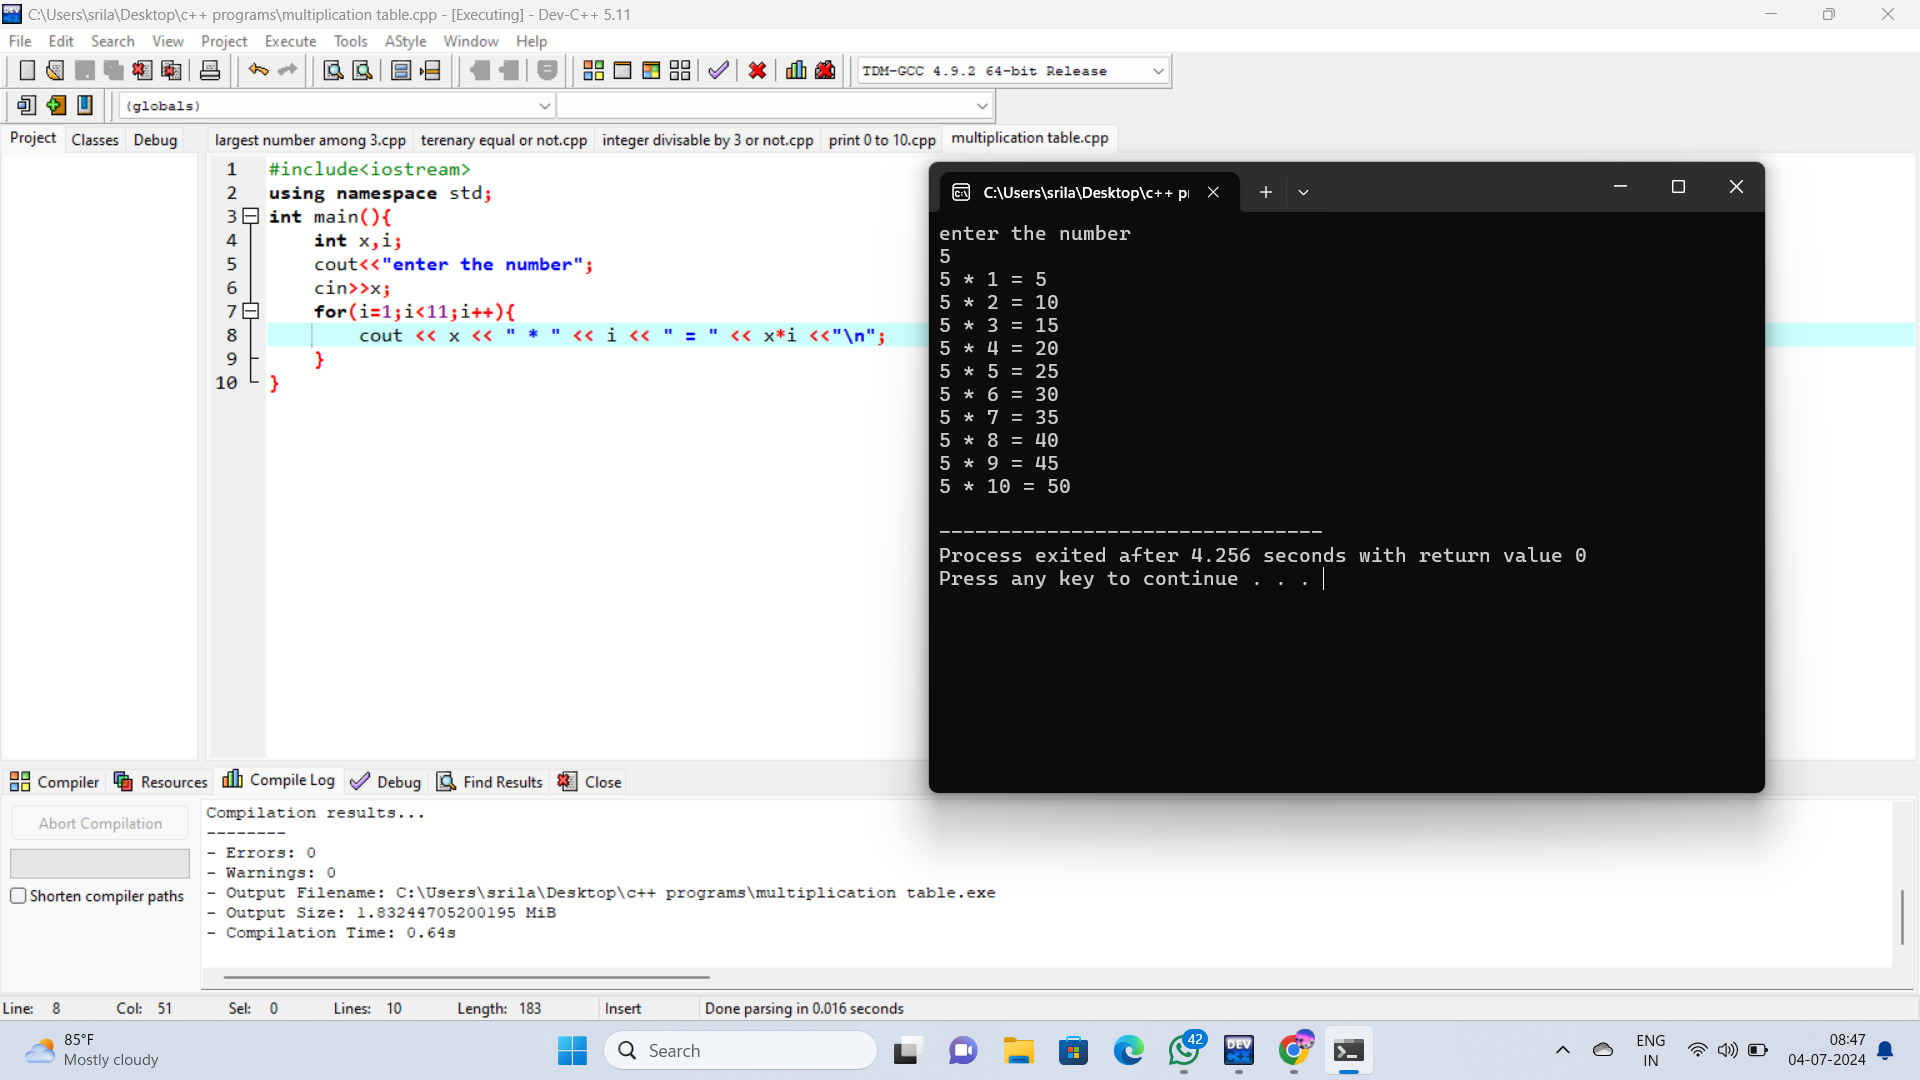 C:\Users\srila\Desktop\c++ programs\multiplication table.cpp - [Executing] - Dev-C++ 5.11
File Edit Search View Project Execute Tools AStyle Window Help
TDM-GCC 4.9.2 64-bit Release
(globals)
Project Classes Debug
largest number among 3.cpp terenary equal or not.cpp integer divisable by 3 or not.cpp print 0 to 10.cpp multiplication table.cpp
1 #include<iostream>
2 using namespace std;
3 int main(){
4 int x,i;
5 cout<<"enter the number";
6 cin>>x;
7 for(i=1;i<11;i++){
8 cout << x << " * " << i << " = " << x*i <<"\n";
9 }
10 }
C:\Users\srila\Desktop\c++ p
enter the number
5
5 * 1 = 5
5 * 2 = 10
5 * 3 = 15
5 * 4 = 20
5 * 5 = 25
5 * 6 = 30
5 * 7 = 35
5 * 8 = 40
5 * 9 = 45
5 * 10 = 50
--------------------------------
Process exited after 4.256 seconds with return value 0
Press any key to continue . . .
Compiler Resources Compile Log Debug Find Results Close
Abort Compilation
Shorten compiler paths
Compilation results...
--------
- Errors: 0
- Warnings: 0
- Output Filename: C:\Users\srila\Desktop\c++ programs\multiplication table.exe
- Output Size: 1.83244705200195 MiB
- Compilation Time: 0.64s
Line: 8 Col: 51 Sel: 0 Lines: 10 Length: 183 Insert Done parsing in 0.016 seconds
85°F
Mostly cloudy
Search
42
DEV
C++
ENG
IN
08:47
04-07-2024